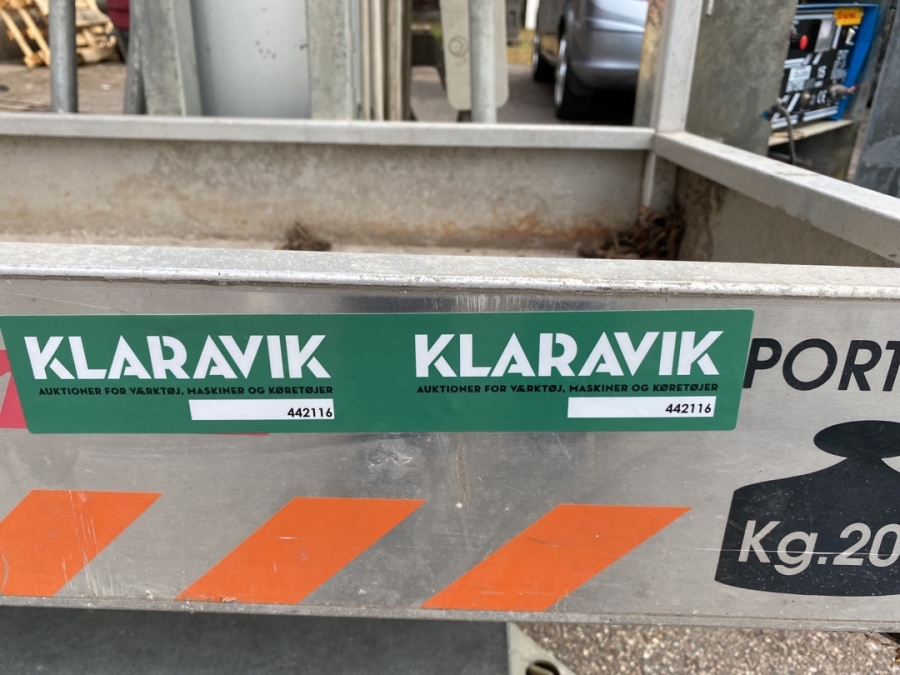 KLARAVIK
AUKTIONER FOR VÆRKTØJ, MASKINER OG KØRETØJER
442116
KLARAVIK
AUKTIONER FOR VÆRKTØJ, MASKINER OG KØRETØJER
442116
PORT
Kg.20